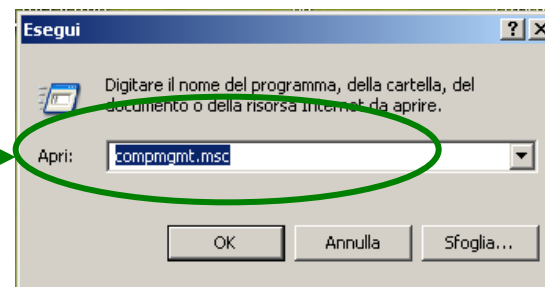 Esegui
Digitare il nome del programma, della cartella, del
documento o della risorsa Internet da aprire.
Apri: compmgmt.msc
OK Annulla Sfoglia...